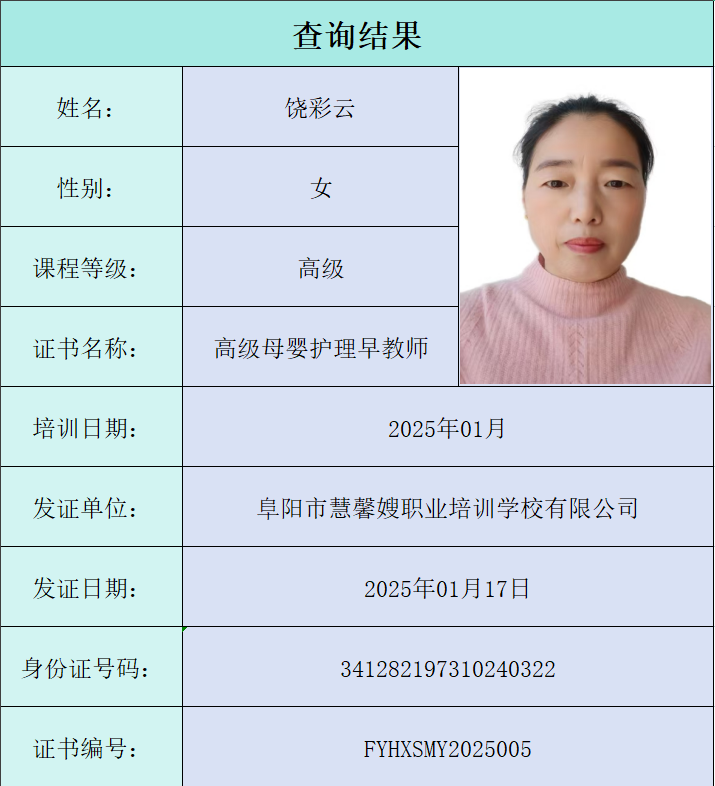 查询结果
姓名： 饶彩云
性别： 女
课程等级： 高级
证书名称： 高级母婴护理早教师
培训日期： 2025年01月
发证单位： 阜阳市慧馨嫂职业培训学校有限公司
发证日期： 2025年01月17日
身份证号码： 341282197310240322
证书编号： FYHXSMY2025005